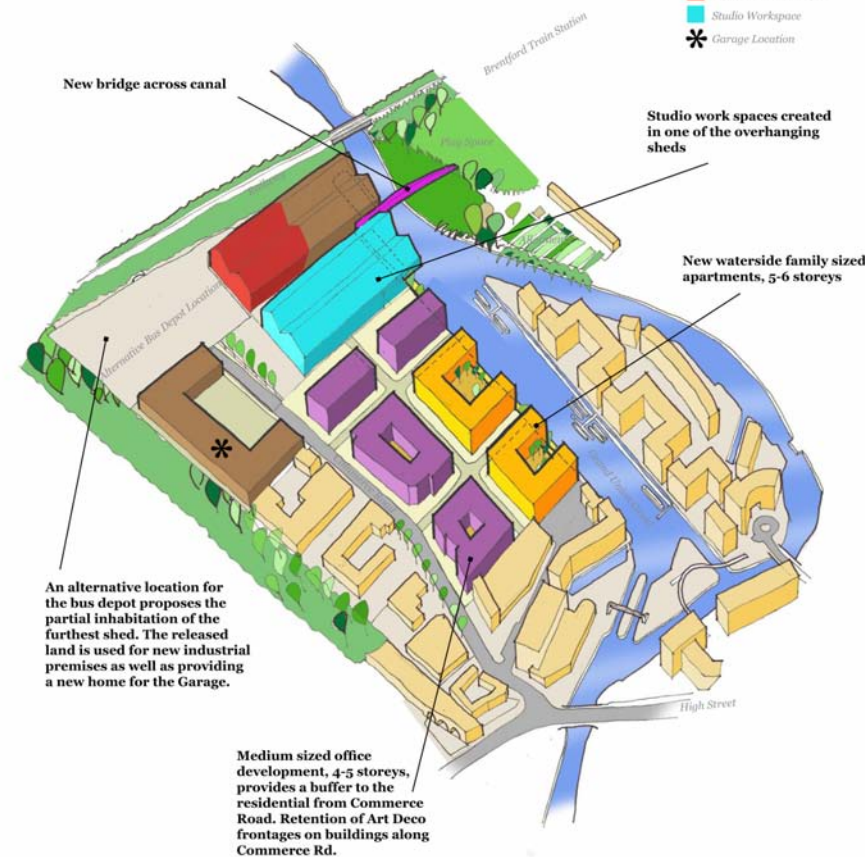 Studio Workspace
Garage Location
Brentford Train Station
New bridge across canal
Studio work spaces created
in one of the overhanging
sheds
Play Space
New waterside family sized
apartments, 5-6 storeys
Alternative Bus Depot Location
An alternative location for
the bus depot proposes the
partial inhabitation of the
furthest shed. The released
land is used for new industrial
premises as well as providing
a new home for the Garage.
High Street
Medium sized office
development, 4-5 storeys,
provides a buffer to the
residential from Commerce
Road. Retention of Art Deco
frontages on buildings along
Commerce Rd.